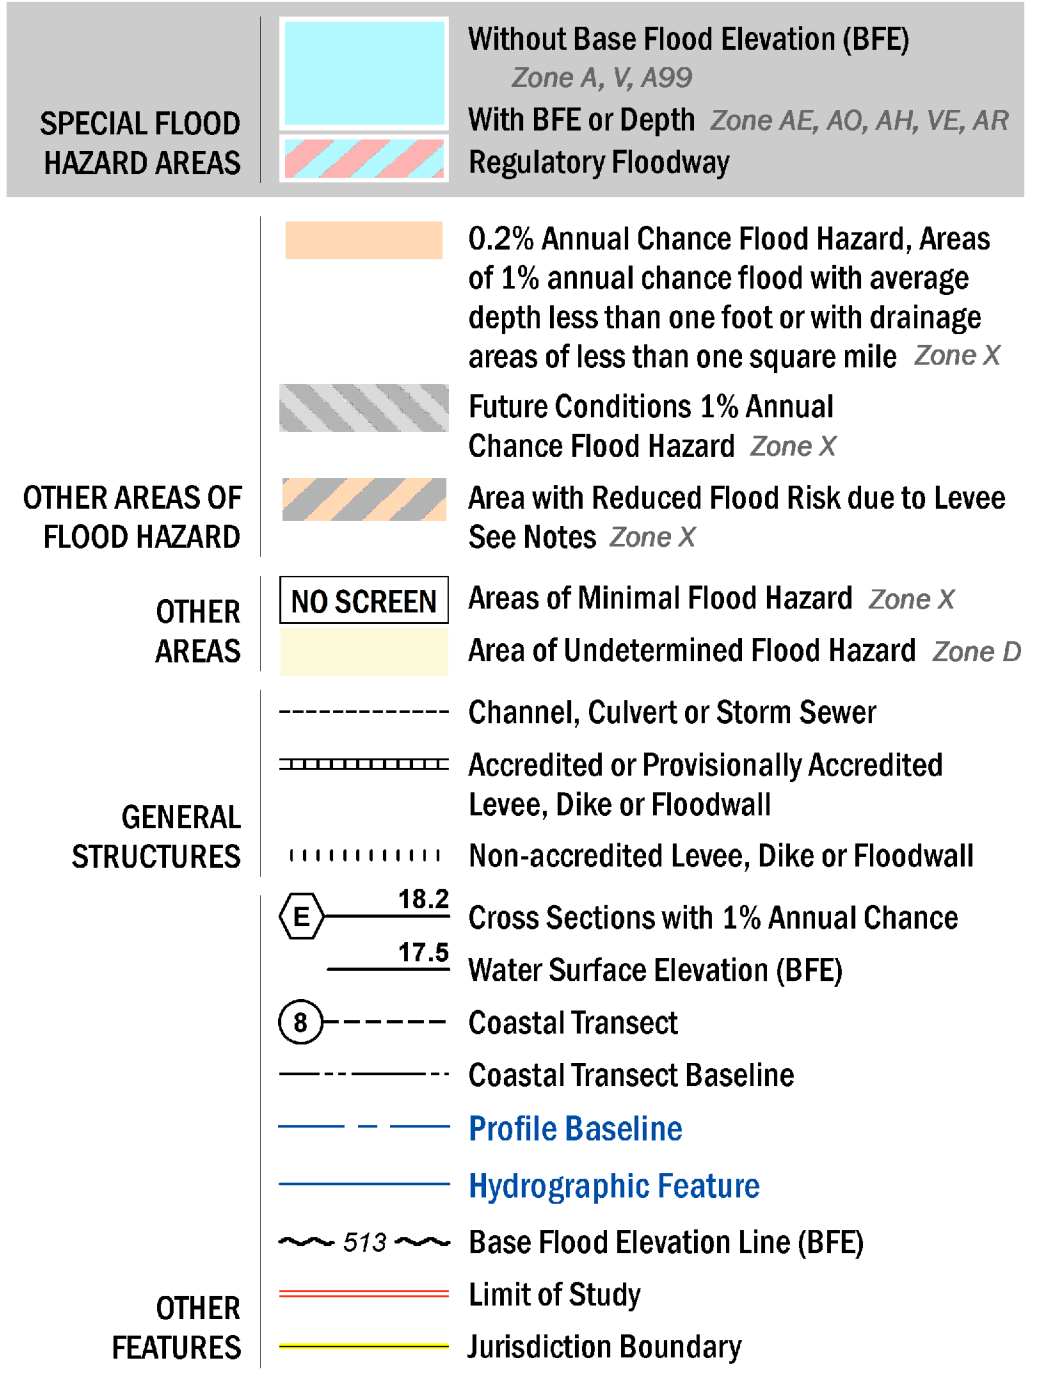 SPECIAL FLOOD
HAZARD AREAS
Without Base Flood Elevation (BFE)
Zone A, V, A99
With BFE or Depth Zone AE, AO, AH, VE, AR
Regulatory Floodway
OTHER AREAS OF
FLOOD HAZARD
0.2% Annual Chance Flood Hazard, Areas
of 1% annual chance flood with average
depth less than one foot or with drainage
areas of less than one square mile Zone X
Future Conditions 1% Annual
Chance Flood Hazard Zone X
Area with Reduced Flood Risk due to Levee
See Notes Zone X
OTHER
AREAS
NO SCREEN Areas of Minimal Flood Hazard Zone X
Area of Undetermined Flood Hazard Zone D
GENERAL
STRUCTURES
Channel, Culvert or Storm Sewer
Accredited or Provisionally Accredited
Levee, Dike or Floodwall
Non-accredited Levee, Dike or Floodwall
OTHER
FEATURES
E 18.2 Cross Sections with 1% Annual Chance
17.5 Water Surface Elevation (BFE)
8 Coastal Transect
Coastal Transect Baseline
Profile Baseline
Hydrographic Feature
513 Base Flood Elevation Line (BFE)
Limit of Study
Jurisdiction Boundary